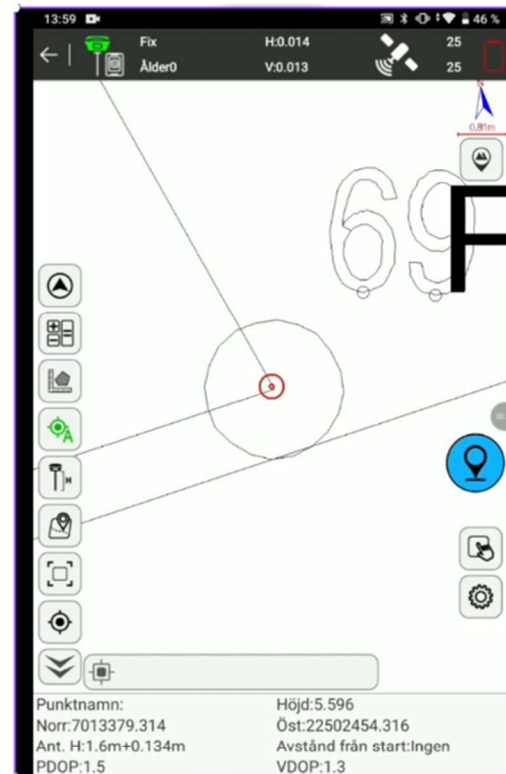 13:59 46 %
Fix H:0.014 25
Ålder0 V:0.013 25
S
0.81m
69 F
A
H
Punktnamn: Höjd:5.596
Norr:7013379.314 Öst:22502454.316
Ant. H:1.6m+0.134m Avstånd från start:Ingen
PDOP:1.5 VDOP:1.3